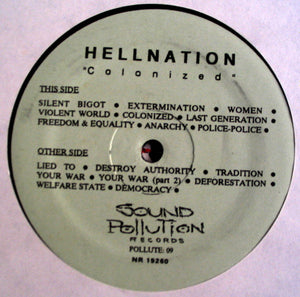 HELLNATION
"Colonized"
THIS SIDE
SILENT BIGOT • EXTERMINATION • WOMEN •
VIOLENT WORLD • COLONIZED • LAST GENERATION •
FREEDOM & EQUALITY • ANARCHY • POLICE-POLICE •
OTHER SIDE
LIED TO • DESTROY AUTHORITY • TRADITION •
YOUR WAR • YOUR WAR (part 2) • DEFORESTATION •
WELFARE STATE • DEMOCRACY •
SOUND
POLLUTION
RECORDS
POLLUTE: 09
NR 19260